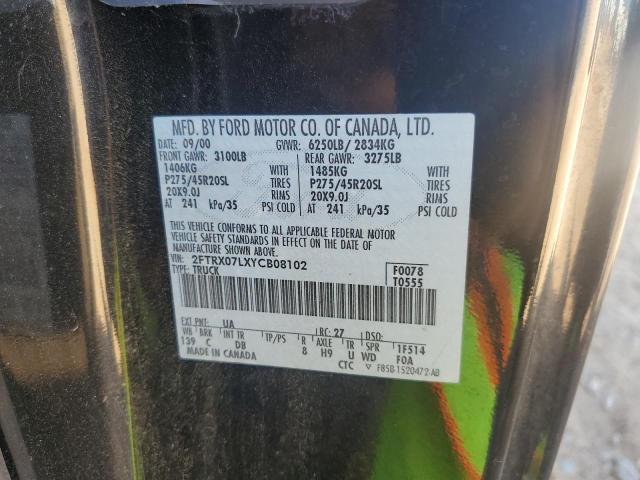 MFD. BY FORD MOTOR CO. OF CANADA, LTD.
DATE: 09/00 GVWR: 6250LB/ 2834KG
FRONT GAWR: 3100LB REAR GAWR: 3275LB
1406KG WITH 1485KG WITH
P275/45R20SL TIRES P275/45R20SL TIRES
20X9.0J RIMS 20X9.0J RIMS
AT 241 kPa/35 PSI COLD AT 241 kPa/35 PSI COLD
THIS VEHICLE CONFORMS TO ALL APPLICABLE FEDERAL MOTOR
VEHICLE SAFETY STANDARDS IN EFFECT ON THE DATE OF
MANUFACTURE SHOWN ABOVE.
VIN: 2FTRX07LXYCB08102 F0078
TYPE: TRUCK T0555
EXT PNT: UA RC: 27 DSO:
WB BRK INT TR TP/PS R AXLE TR SPR 1F514
139 C DB 8 H9 U WD F0A
MADE IN CANADA CTC ▽ F85B-1520472-AB